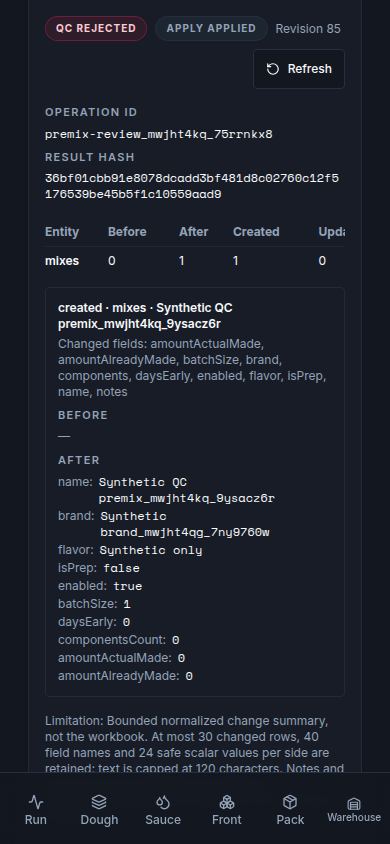 QC REJECTED APPLY APPLIED Revision 85
Refresh
OPERATION ID
premix-review_mwjht4kq_75rrnkx8
RESULT HASH
36bf01cbb91e8078dcadd3bf481d8c02760c12f5
176539be45b5f1c10559aad9
Entity Before After Created Upda
mixes 0 1 1 0
created · mixes · Synthetic QC
premix_mwjht4kq_9ysacz6r
Changed fields: amountActualMade,
amountAlreadyMade, batchSize, brand,
components, daysEarly, enabled, flavor, isPrep,
name, notes
BEFORE
—
AFTER
name: Synthetic QC
premix_mwjht4kq_9ysacz6r
brand: Synthetic
brand_mwjht4qg_7ny9760w
flavor: Synthetic only
isPrep: false
enabled: true
batchSize: 1
daysEarly: 0
componentsCount: 0
amountActualMade: 0
amountAlreadyMade: 0
Limitation: Bounded normalized change summary,
not the workbook. At most 30 changed rows, 40
field names and 24 safe scalar values per side are
retained; text is capped at 120 characters. Notes and
Run Dough Sauce Front Pack Warehouse